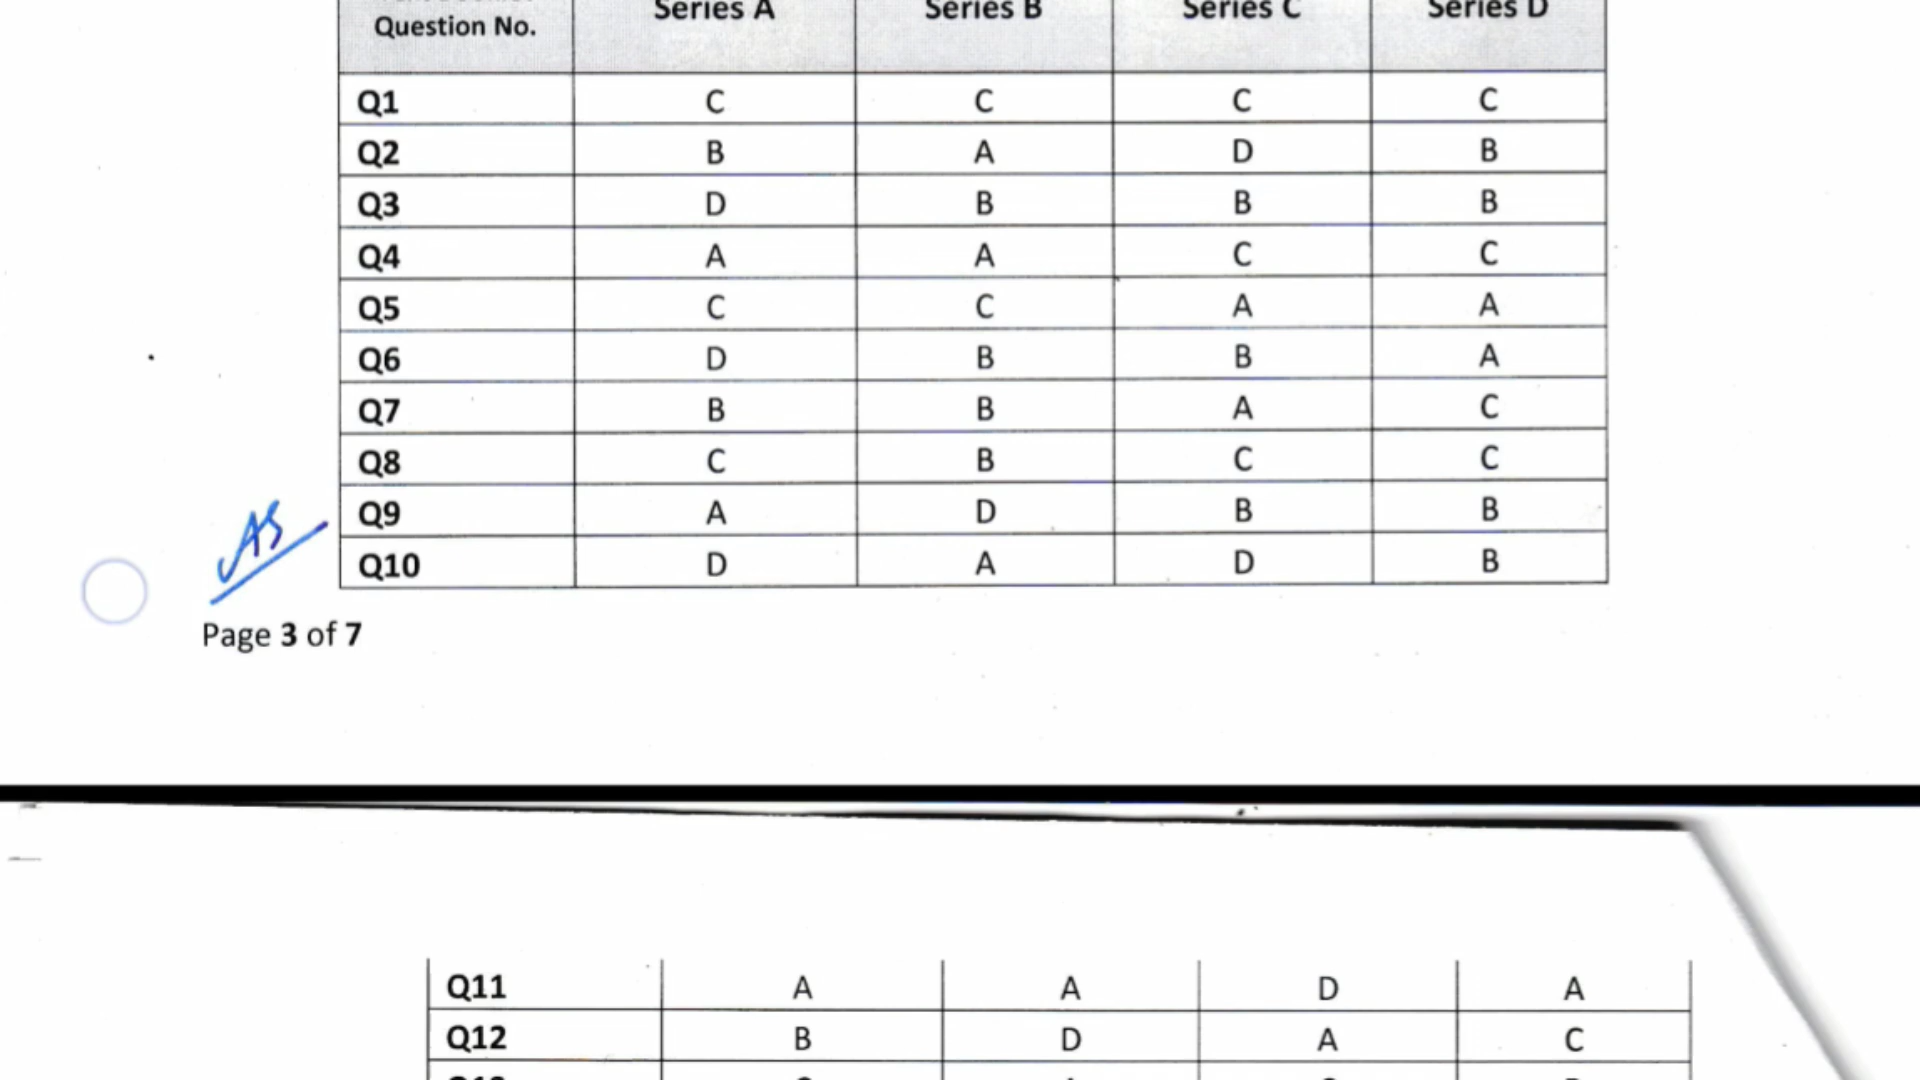 Question No. Series A Series B Series C Series D
Q1 C C C C
Q2 B A D B
Q3 D B B B
Q4 A A C C
Q5 C C A A
Q6 D B B A
Q7 B B A C
Q8 C B C C
Q9 A D B B
Q10 D A D B
AS
Page 3 of 7
Q11 A A D A
Q12 B D A C